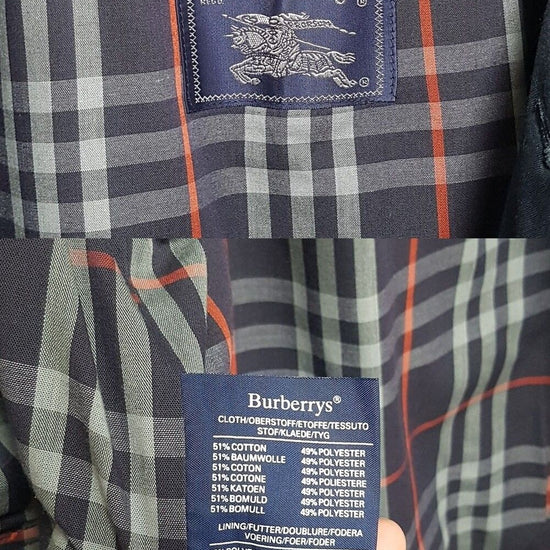 REGD.
Burberrys®
CLOTH/OBERSTOFF/ETOFFE/TESSUTO
STOF/KLAEDE/TYG
51% COTTON 49% POLYESTER
51% BAUMWOLLE 49% POLYESTER
51% COTON 49% POLYESTER
51% COTONE 49% POLIESTERE
51% KATOEN 49% POLYESTER
51% BOMULD 49% POLYESTER
51% BOMULL 49% POLYESTER
LINING/FUTTER/DOUBLURE/FODERA
VOERING/FOER/FODER